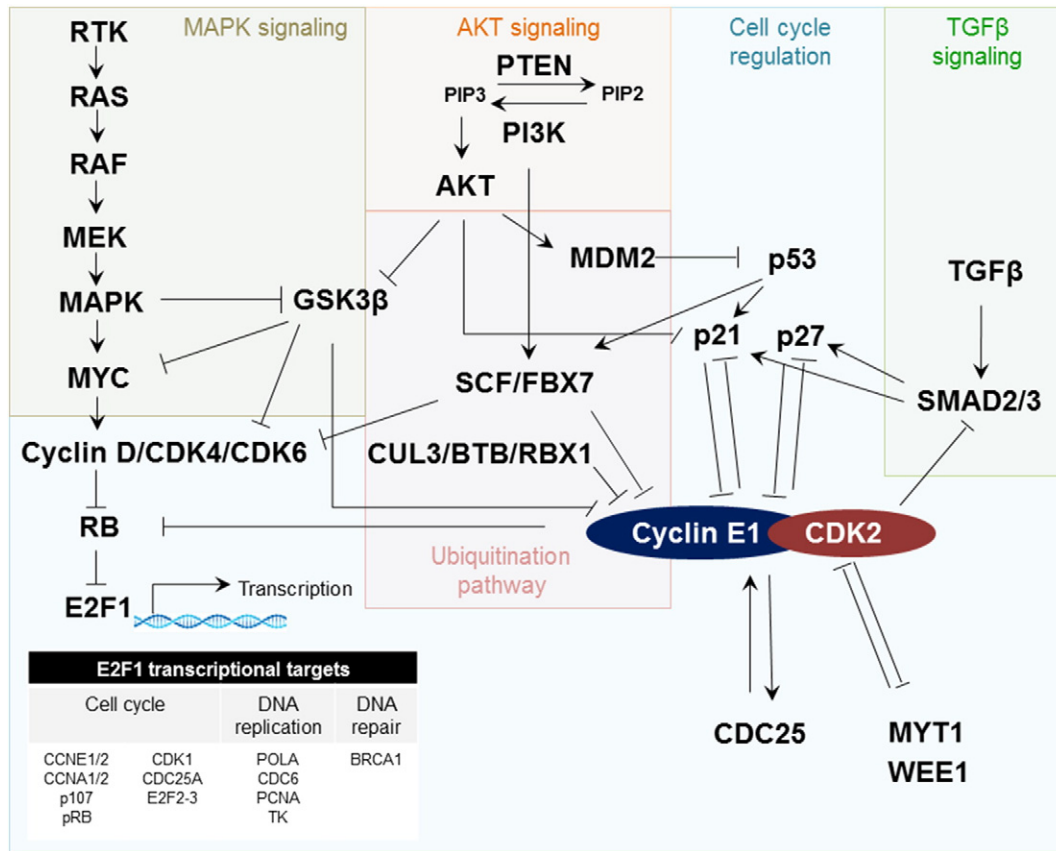 MAPK signaling
RTK
RAS
RAF
MEK
MAPK
GSK3β
MYC
AKT signaling
PTEN
PIP3
PIP2
PI3K
AKT
MDM2
SCF/FBX7
CUL3/BTB/RBX1
Ubiquitination
pathway
Cell cycle
regulation
p53
p21
p27
TGFβ
signaling
TGFβ
SMAD2/3
Cyclin D/CDK4/CDK6
RB
E2F1
Transcription
Cyclin E1
CDK2
CDC25
MYT1
WEE1
E2F1 transcriptional targets
Cell cycle
DNA
replication
DNA
repair
CCNE1/2 CDK1 POLA BRCA1
CCNA1/2 CDC25A CDC6
p107 E2F2-3 PCNA
pRB TK